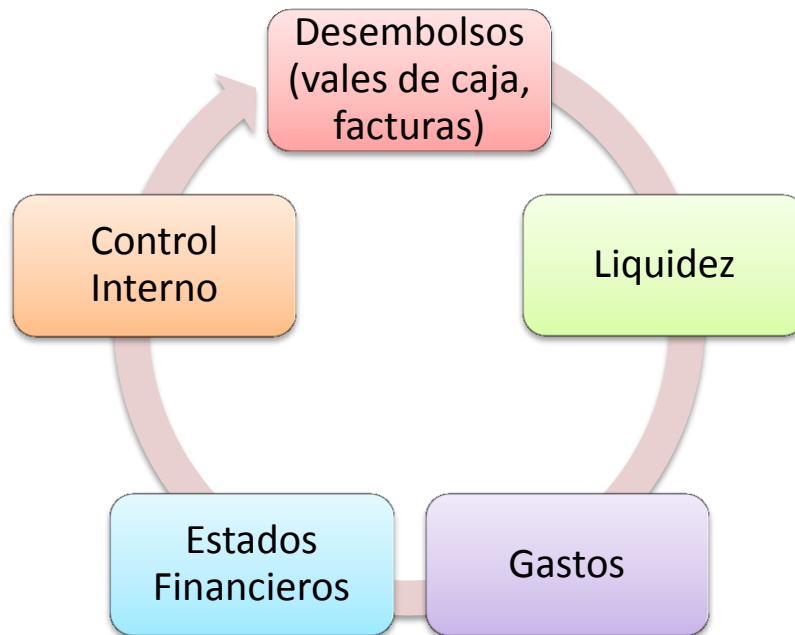 Desembolsos
(vales de caja,
facturas)
Liquidez
Gastos
Estados
Financieros
Control
Interno